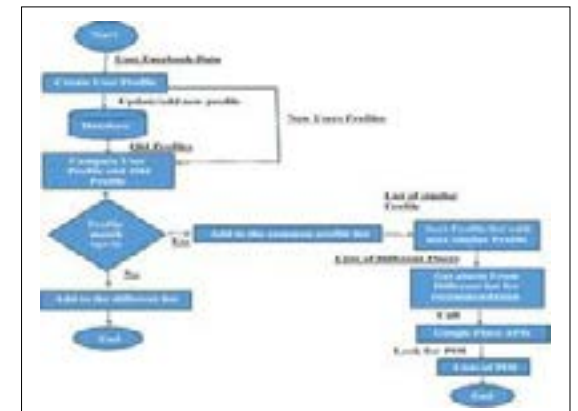 Start
User Facebook Data
Create User Profile
Update/add new profile
Database
New Users Profiles
Old Profiles
Compare User
Profile and Old
Profile
List of similar
Profile
Profile
match
Yes
Add to the common profile list
Sort Profile list with
most similar Profile
Lists of Different Places
No
Add to the different list
From
Different list for
recommendation
Call
Google Place API
End
Look for POI
List of POI
End